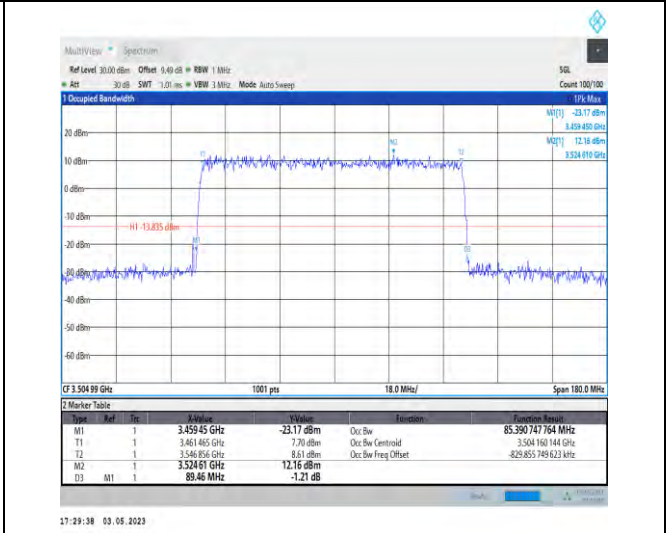 MultiView Spectrum
Ref Level 30.00 dBm Offset 9.49 dB RBW 1 MHz SGL
Att 30 dB SWT 1.01 ms VBW 3 MHz Mode Auto Sweep Count 100/100
1 Occupied Bandwidth 1Pk Max
M1[1] -23.17 dBm
3.459 450 GHz
20 dBm M2 M2[1] 12.16 dBm
T1 T2 3.524 610 GHz
10 dBm
0 dBm
-10 dBm
H1 -13.835 dBm
-20 dBm M1
D3
-30 dBm
-40 dBm
-50 dBm
-60 dBm
CF 3.504 99 GHz 1001 pts 18.0 MHz/ Span 180.0 MHz
2 Marker Table
Type Ref Trc X-Value Y-Value Function Function Result
M1 1 3.459 45 GHz -23.17 dBm Occ Bw 85.390 747 764 MHz
T1 1 3.461 465 GHz 7.70 dBm Occ Bw Centroid 3.504 160 144 GHz
T2 1 3.546 856 GHz 8.61 dBm Occ Bw Freq Offset -829.855 749 623 kHz
M2 1 3.524 61 GHz 12.16 dBm
D3 M1 1 89.46 MHz -1.21 dB
17:29:38 03.05.2023